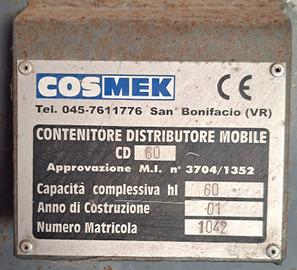 COSMEK CE
Tel. 045-7611776 San Bonifacio (VR)
CONTENITORE DISTRIBUTORE MOBILE
CD 60
Approvazione M.I. n° 3704/1352
Capacità complessiva hl 60
Anno di Costruzione 01
Numero Matricola 1042